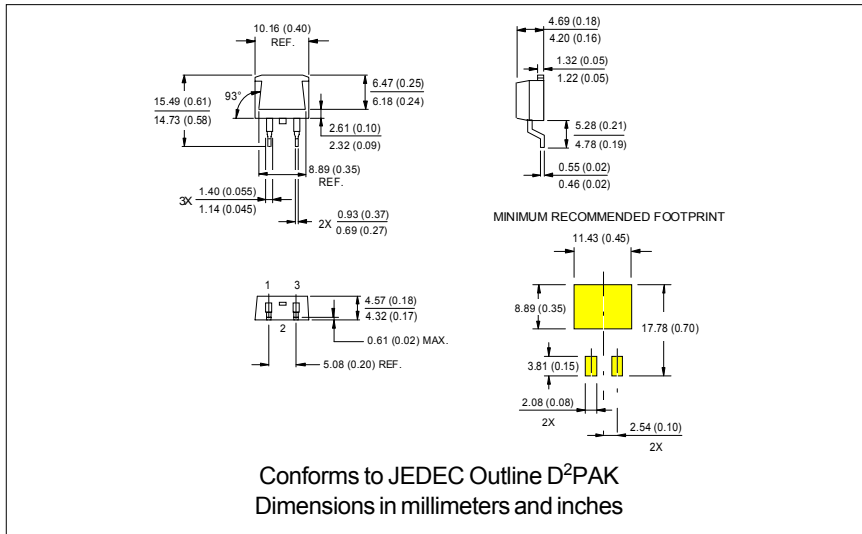 10.16 (0.40)
REF.
15.49 (0.61)
14.73 (0.58)
93°
6.47 (0.25)
6.18 (0.24)
2.61 (0.10)
2.32 (0.09)
8.89 (0.35)
REF.
3X
1.40 (0.055)
1.14 (0.045)
2X
0.93 (0.37)
0.69 (0.27)
4.69 (0.18)
4.20 (0.16)
1.32 (0.05)
1.22 (0.05)
5.28 (0.21)
4.78 (0.19)
0.55 (0.02)
0.46 (0.02)
1 3
2
4.57 (0.18)
4.32 (0.17)
0.61 (0.02) MAX.
5.08 (0.20) REF.
MINIMUM RECOMMENDED FOOTPRINT
11.43 (0.45)
8.89 (0.35)
17.78 (0.70)
3.81 (0.15)
2.08 (0.08)
2X
2.54 (0.10)
2X
Conforms to JEDEC Outline D²PAK
Dimensions in millimeters and inches